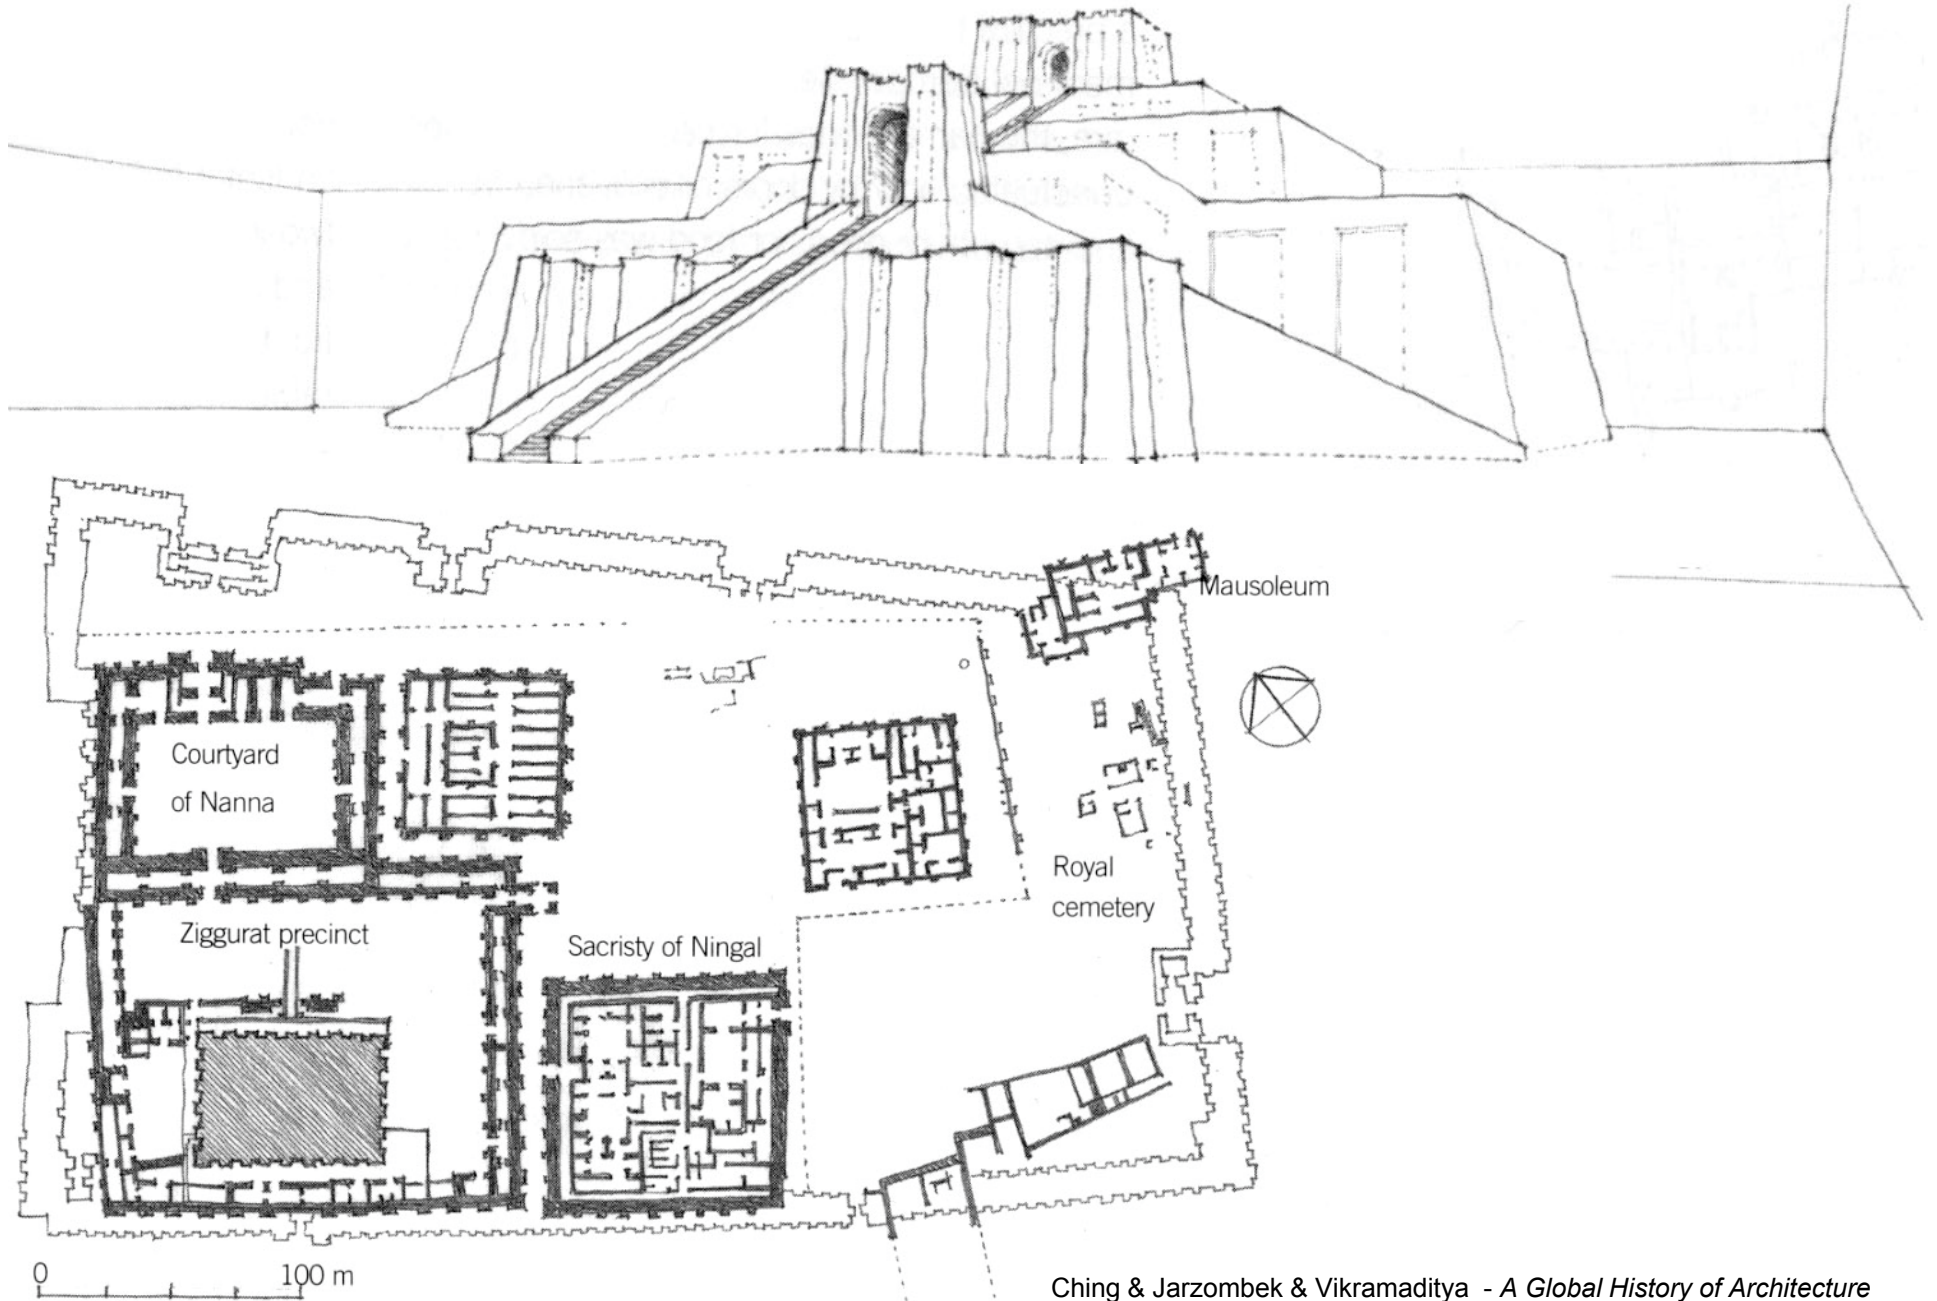 Mausoleum
Courtyard
of Nanna
Royal
cemetery
Ziggurat precinct
Sacristy of Ningal
0
100 m
Ching & Jarzombek & Vikramaditya - A Global History of Architecture